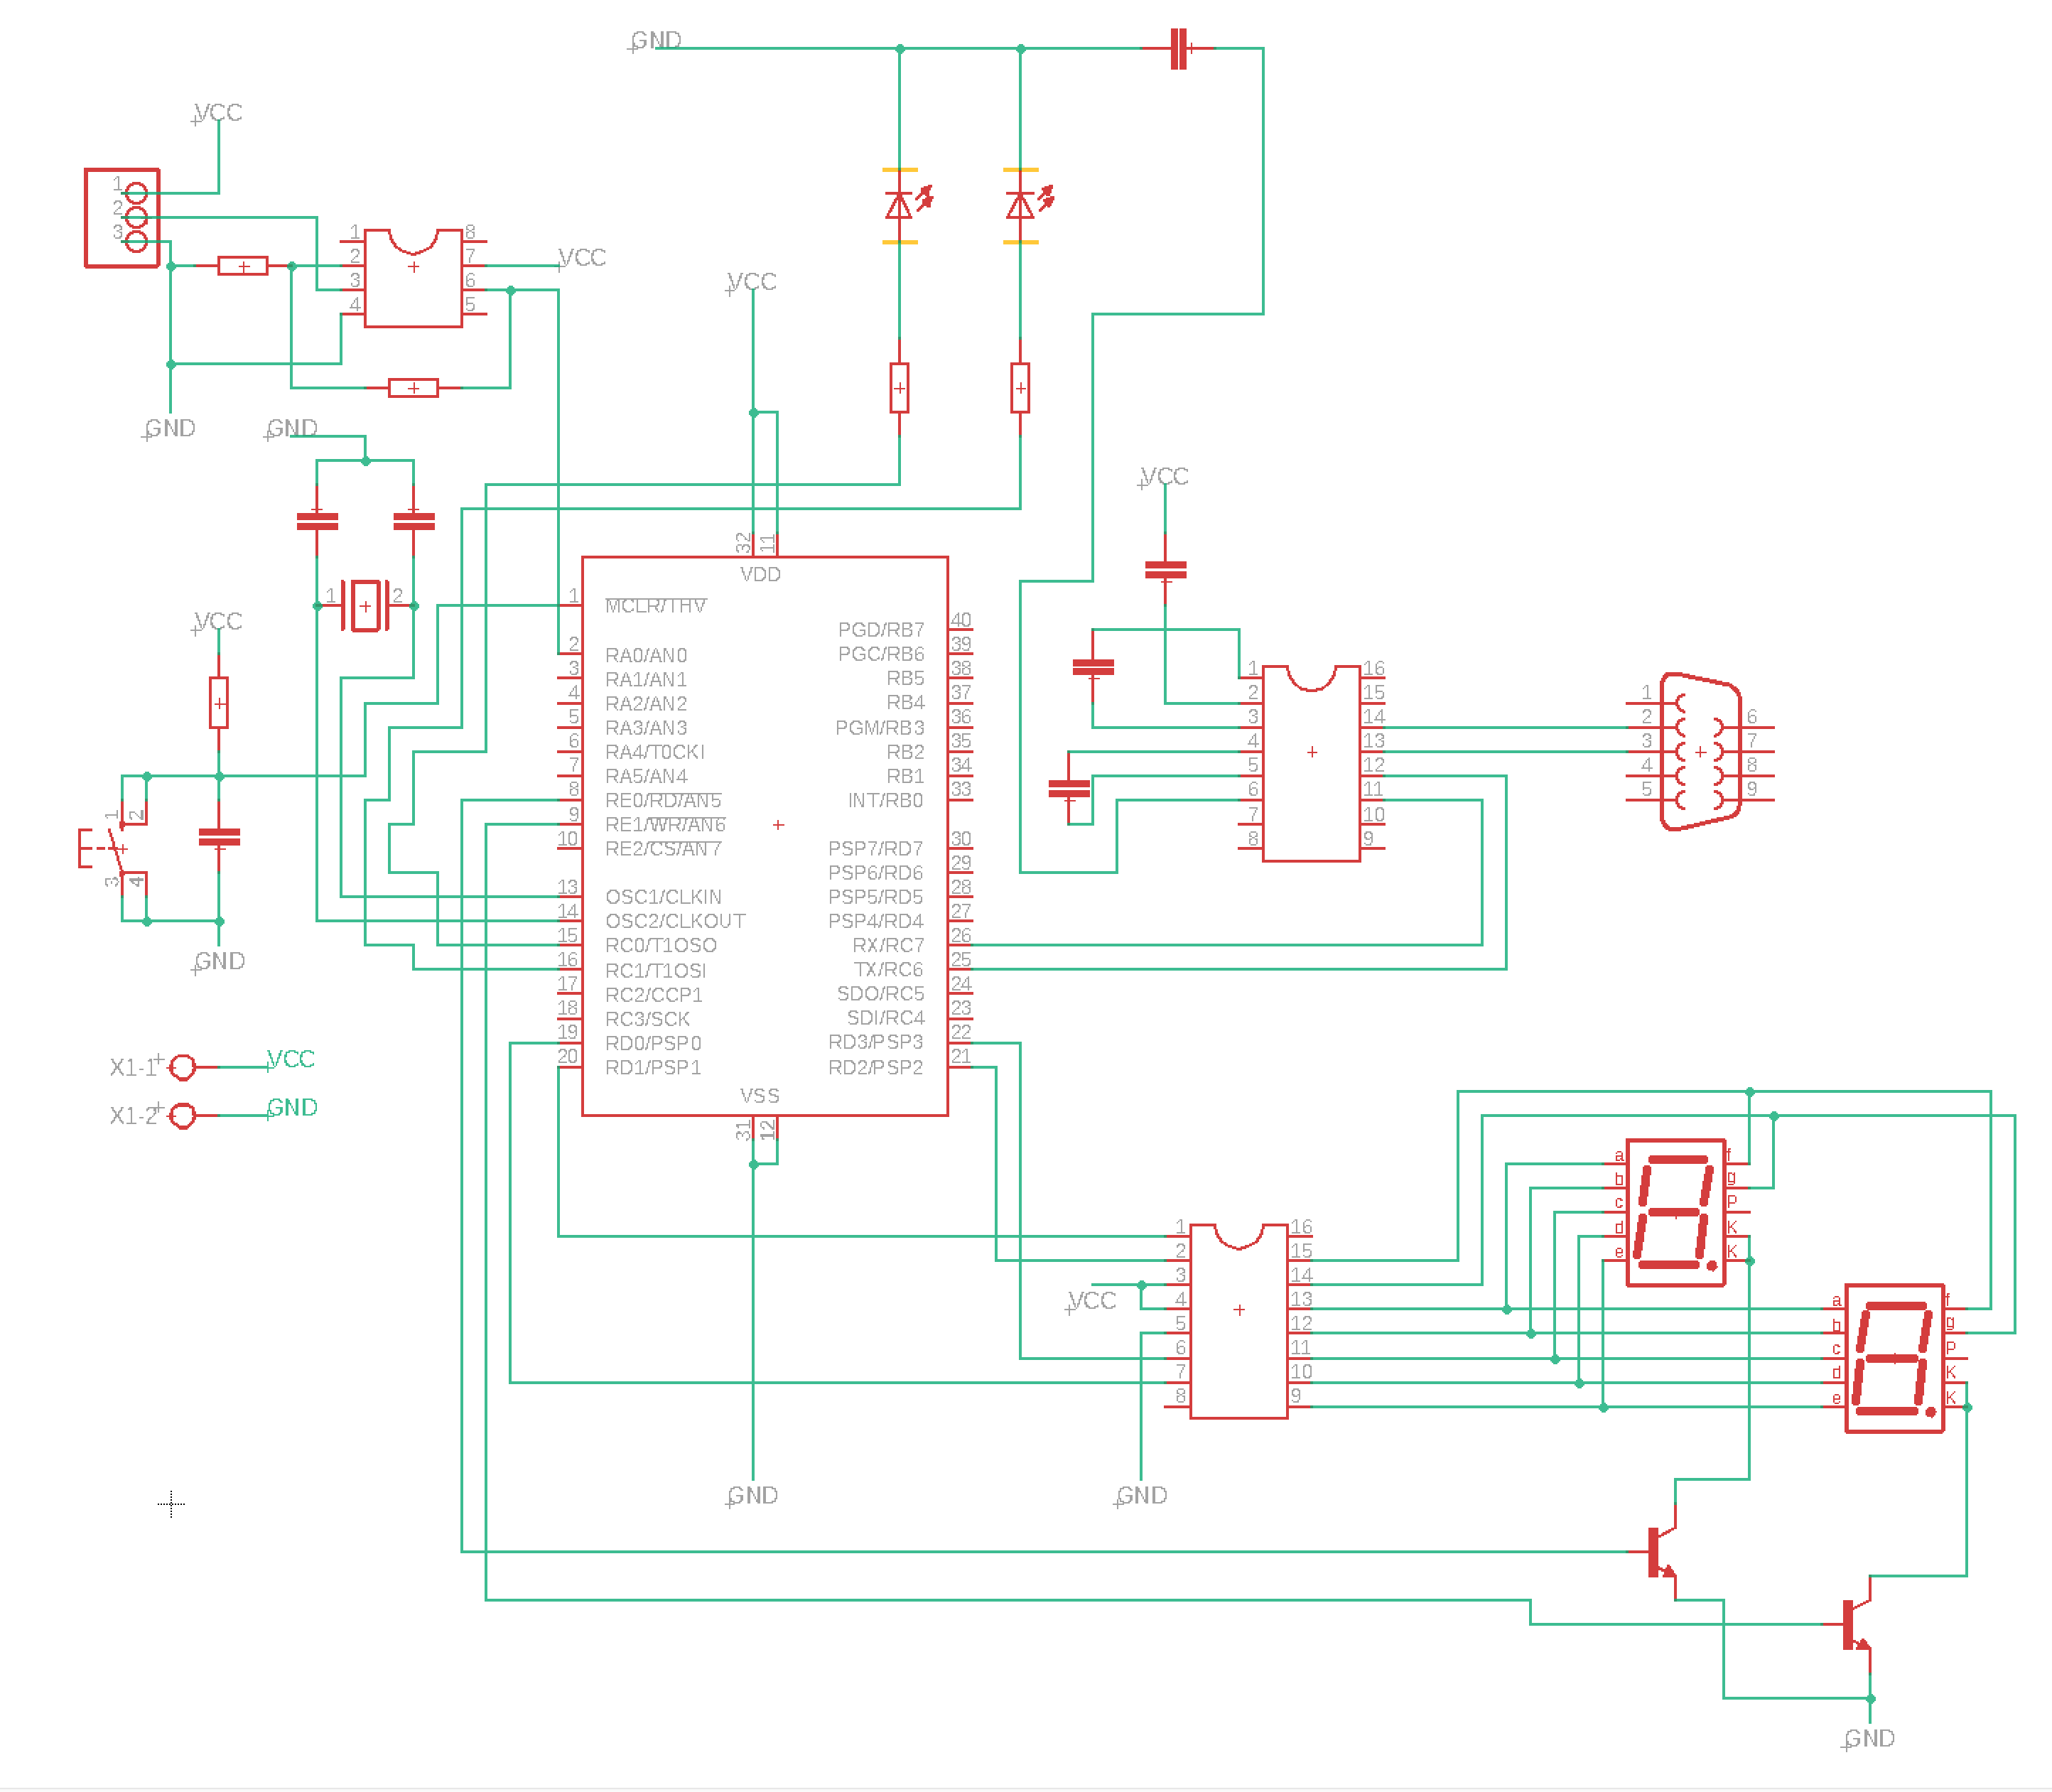 GND
VCC
1
2
3
1
2
3
4
8
7
6
5
VCC
VCC
GND
GND
VCC
32
11
VDD
1
2
VCC
1
2
3
4
GND
1
2
3
4
5
6
7
8
9
10
13
14
15
16
17
18
19
20
MCLR/THV
RA0/AN0
RA1/AN1
RA2/AN2
RA3/AN3
RA4/T0CKI
RA5/AN4
RE0/RD/AN5
RE1/WR/AN6
RE2/CS/AN7
OSC1/CLKIN
OSC2/CLKOUT
RC0/T1OSO
RC1/T1OSI
RC2/CCP1
RC3/SCK
RD0/PSP0
RD1/PSP1
PGD/RB7
PGC/RB6
RB5
RB4
PGM/RB3
RB2
RB1
INT/RB0
PSP7/RD7
PSP6/RD6
PSP5/RD5
PSP4/RD4
RX/RC7
TX/RC6
SDO/RC5
SDI/RC4
RD3/PSP3
RD2/PSP2
40
39
38
37
36
35
34
33
30
29
28
27
26
25
24
23
22
21
VSS
31
12
GND
1
2
3
4
5
6
7
8
16
15
14
13
12
11
10
9
1
2
3
4
5
6
7
8
9
X1-1
VCC
X1-2
GND
1
2
3
4
5
6
7
8
16
15
14
13
12
11
10
9
VCC
GND
a
b
c
d
e
f
g
P
K
K
a
b
c
d
e
f
g
P
K
K
GND